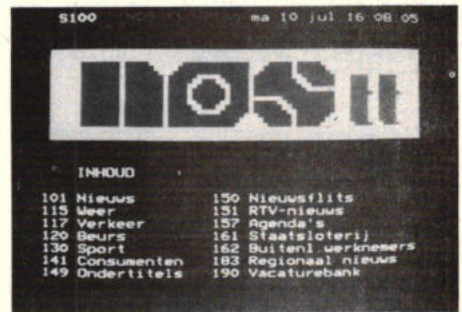 S100 ma 10 jul 16 08 05
NOS tt
INHOUD
101 Nieuws 150 Nieuwsflits
115 Weer 151 RTV-nieuws
117 Verkeer 157 Agenda's
120 Beurs 161 Staatsloterij
130 Sport 162 Buitenl werknemers
141 Consumenten 183 Regionaal nieuws
149 Ondertitels 190 Vacaturebank